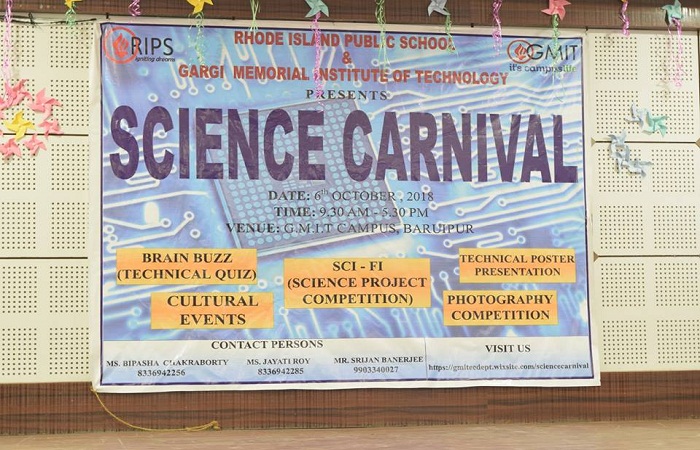 RIPS
igniting dreams
RHODE ISLAND PUBLIC SCHOOL
&
GARGI MEMORIAL INSTITUTE OF TECHNOLOGY
GMIT
it's campus life
PRESENTS
SCIENCE CARNIVAL
DATE: 6th OCTOBER , 2018
TIME: 9.30 AM - 5.30 PM
VENUE: G.M.I.T CAMPUS, BARUIPUR
BRAIN BUZZ
(TECHNICAL QUIZ)
SCI - FI
(SCIENCE PROJECT
COMPETITION)
TECHNICAL POSTER
PRESENTATION
CULTURAL
EVENTS
PHOTOGRAPHY
COMPETITION
CONTACT PERSONS
MS. BIPASHA CHAKRABORTY
8336942256
MS. JAYATI ROY
8336942285
MR. SRIJAN BANERJEE
9903340027
VISIT US
https://gmiteedept.wixsite.com/sciencecarnival